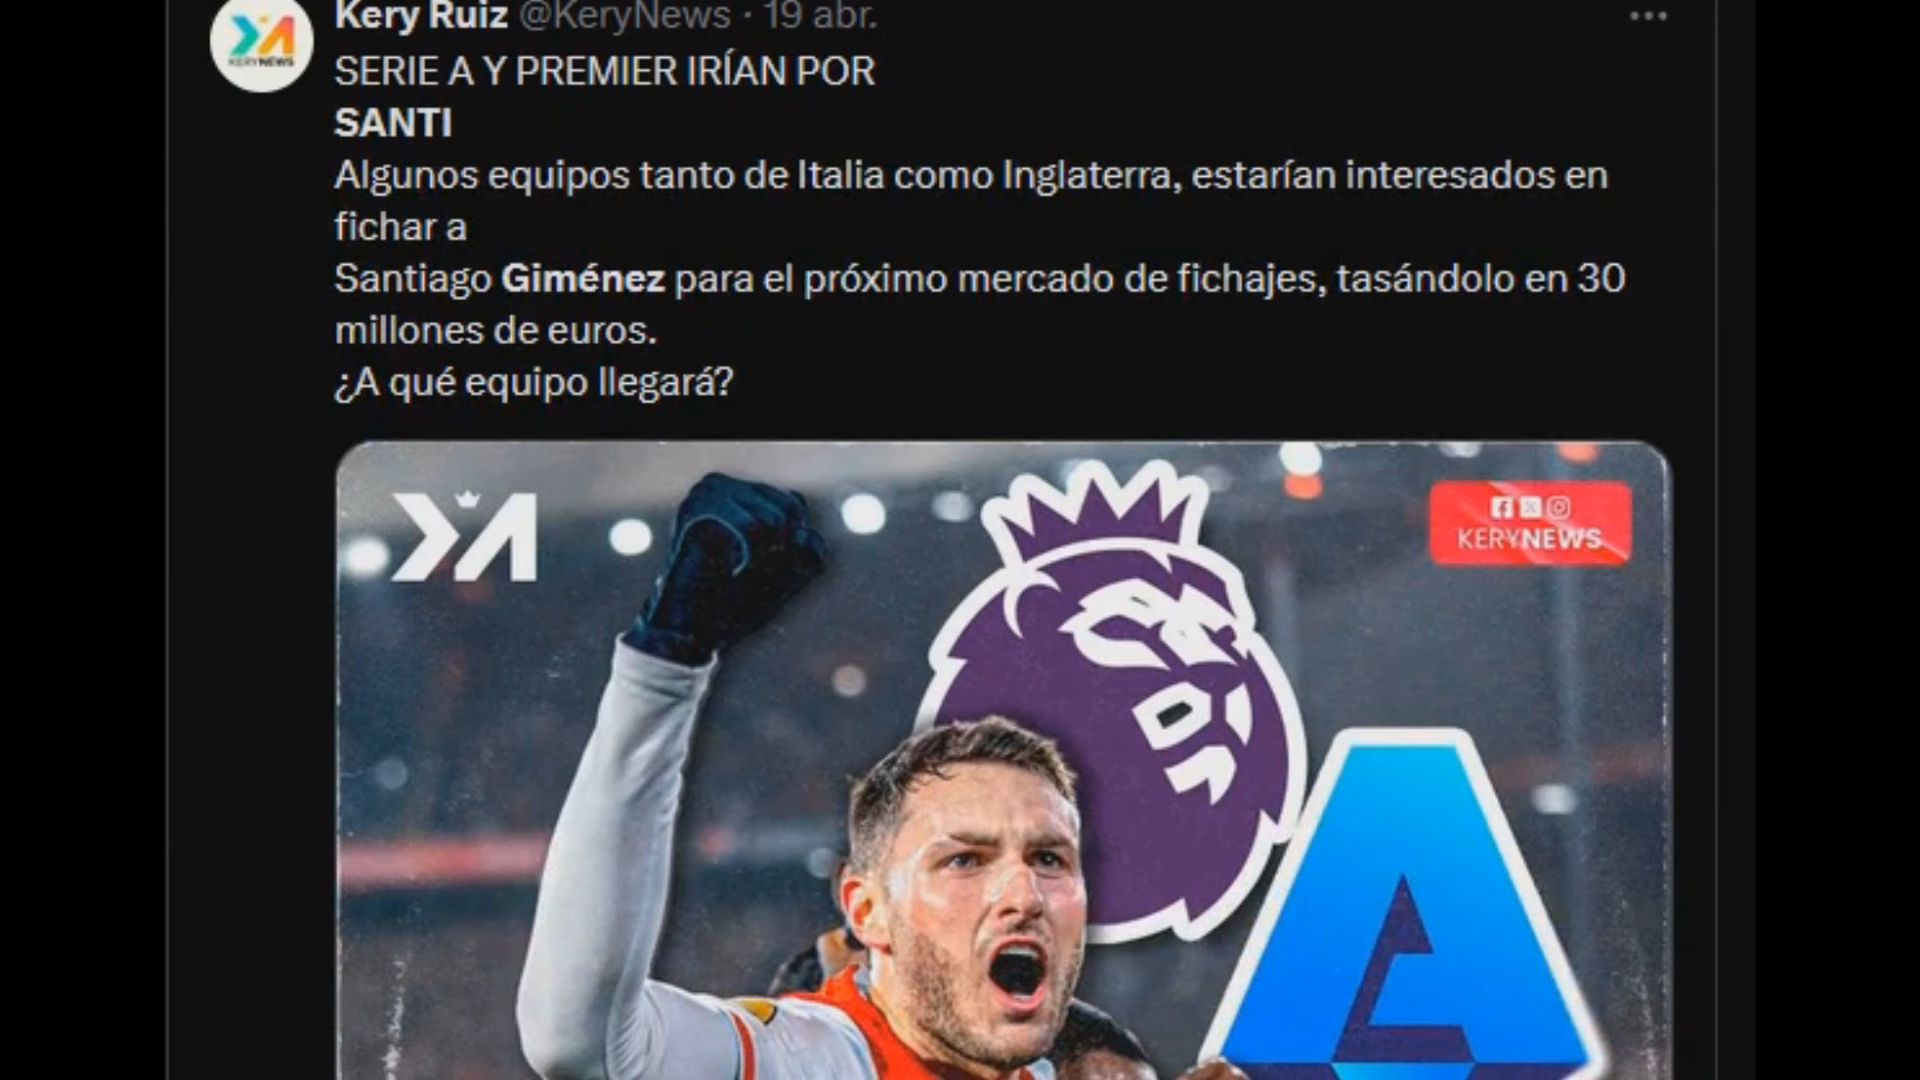 Kery Ruiz @KeryNews · 19 abr.
SERIE A Y PREMIER IRÍAN POR
SANTI
Algunos equipos tanto de Italia como Inglaterra, estarían interesados en
fichar a
Santiago Giménez para el próximo mercado de fichajes, tasándolo en 30
millones de euros.
¿A qué equipo llegará?
KERYNEWS
KERYNEWS